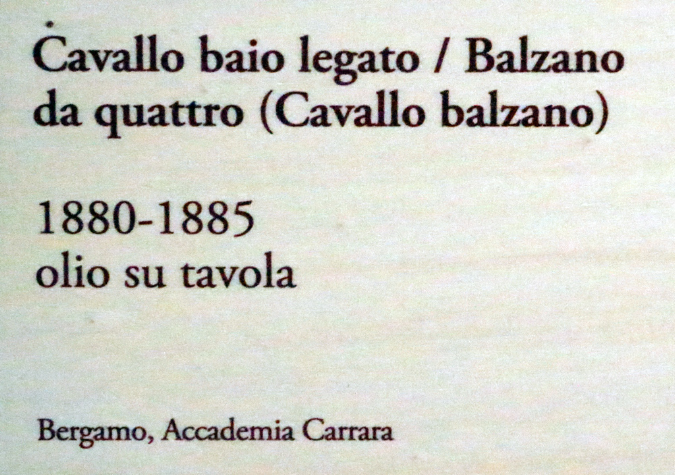 Cavallo baio legato / Balzano
da quattro (Cavallo balzano)
1880-1885
olio su tavola
Bergamo, Accademia Carrara